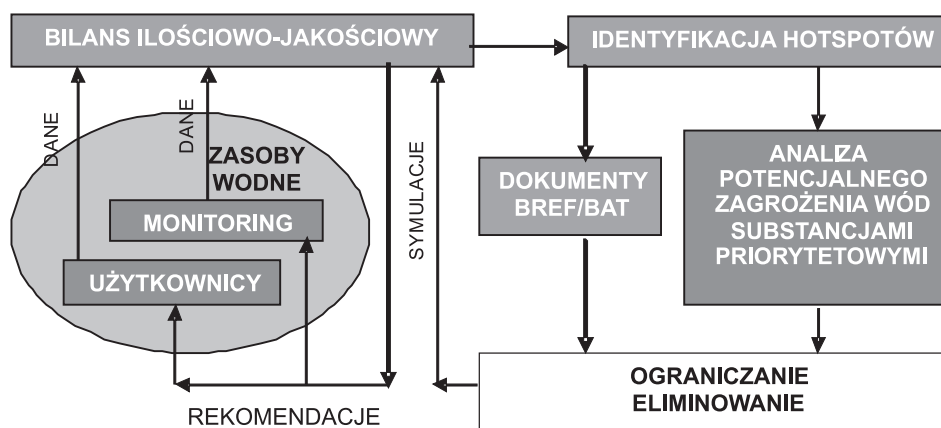 BILANS ILOŚCIOWO-JAKOŚCIOWY
IDENTYFIKACJA HOTSPOTÓW
DANE
DANE
ZASOBY
WODNE
MONITORING
UŻYTKOWNICY
SYMULACJE
DOKUMENTY
BREF/BAT
ANALIZA
POTENCJALNEGO
ZAGROŻENIA WÓD
SUBSTANCJAMI
PRIORYTETOWYMI
REKOMENDACJE
OGRANICZANIE
ELIMINOWANIE